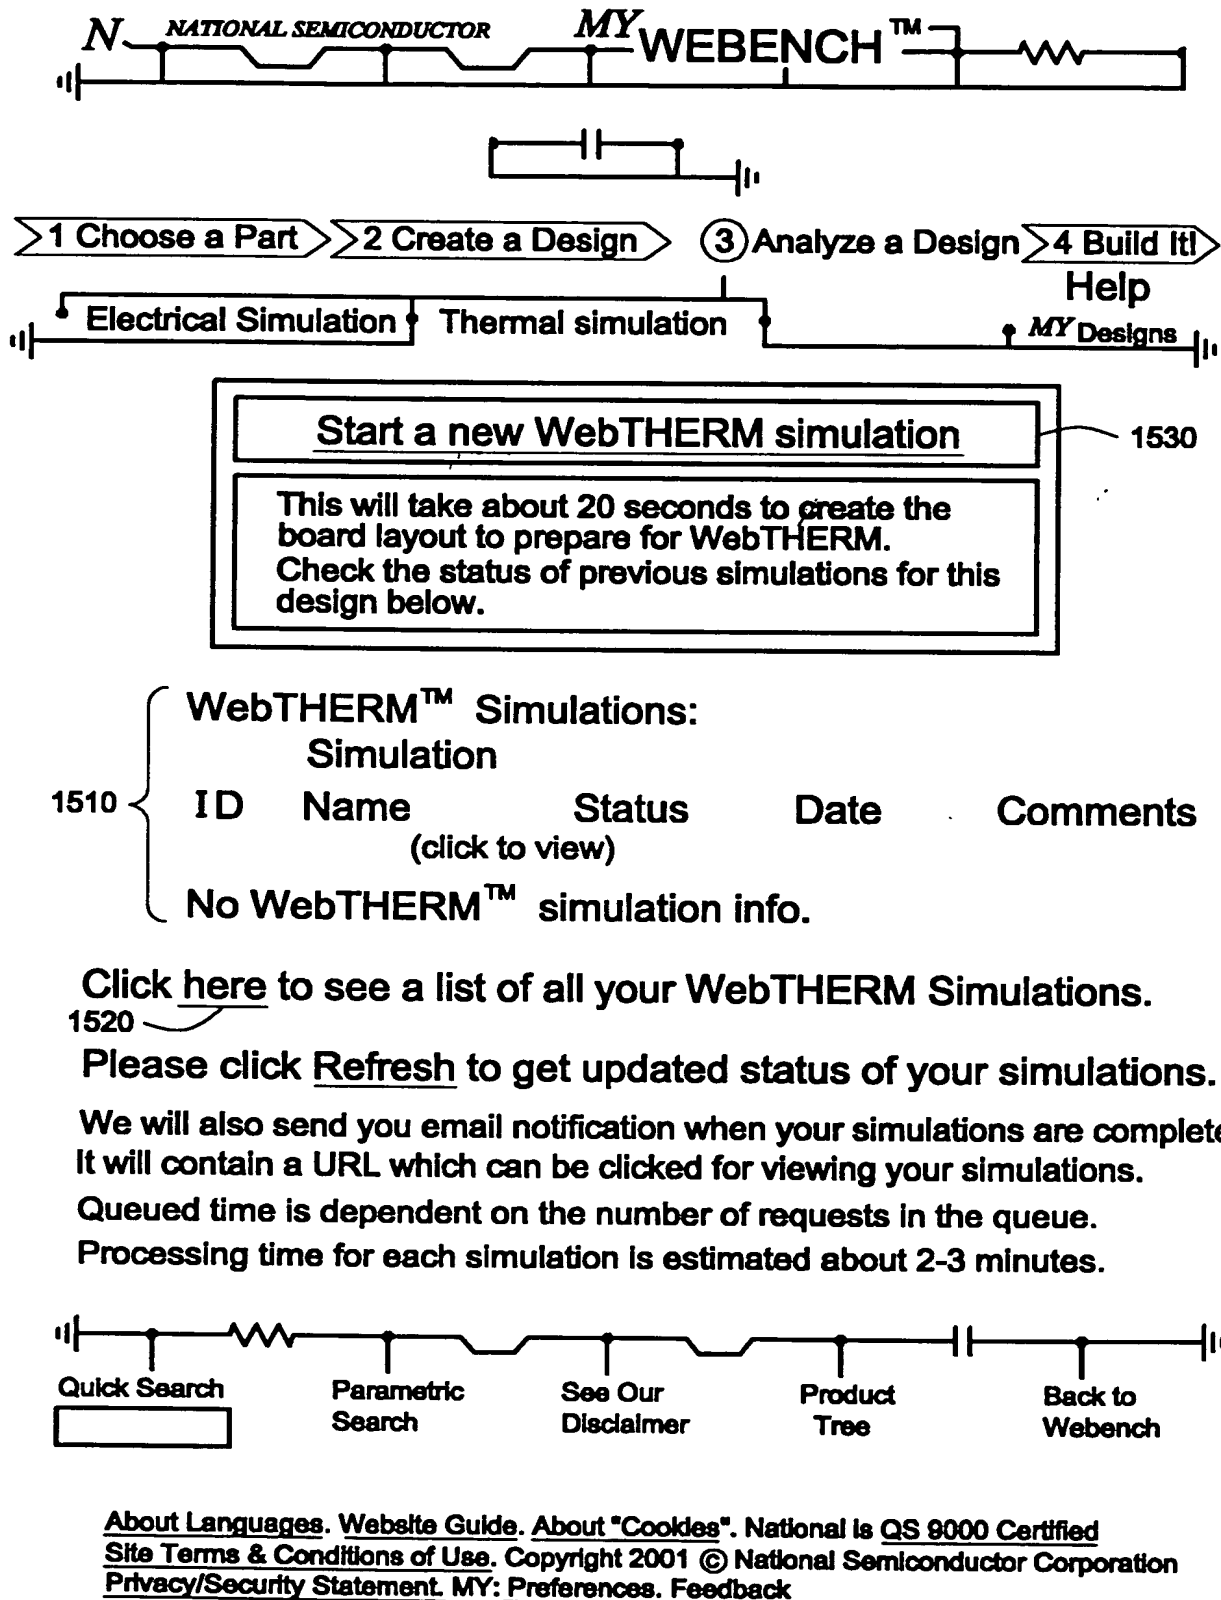 N NATIONAL SEMICONDUCTOR MY WEBENCH™
1 Choose a Part 2 Create a Design 3 Analyze a Design 4 Build It!
Help
Electrical Simulation Thermal simulation MY Designs
Start a new WebTHERM simulation 1530
This will take about 20 seconds to create the
board layout to prepare for WebTHERM.
Check the status of previous simulations for this
design below.
WebTHERM™ Simulations:
Simulation
1510 ID Name Status Date Comments
(click to view)
No WebTHERM™ simulation info.
Click here to see a list of all your WebTHERM Simulations.
1520
Please click Refresh to get updated status of your simulations.
We will also send you email notification when your simulations are complete
It will contain a URL which can be clicked for viewing your simulations.
Queued time is dependent on the number of requests in the queue.
Processing time for each simulation is estimated about 2-3 minutes.
Quick Search Parametric See Our Product Back to
Search Disclaimer Tree Webench
About Languages. Website Guide. About "Cookies". National is QS 9000 Certified
Site Terms & Conditions of Use. Copyright 2001 © National Semiconductor Corporation
Privacy/Security Statement. MY: Preferences. Feedback